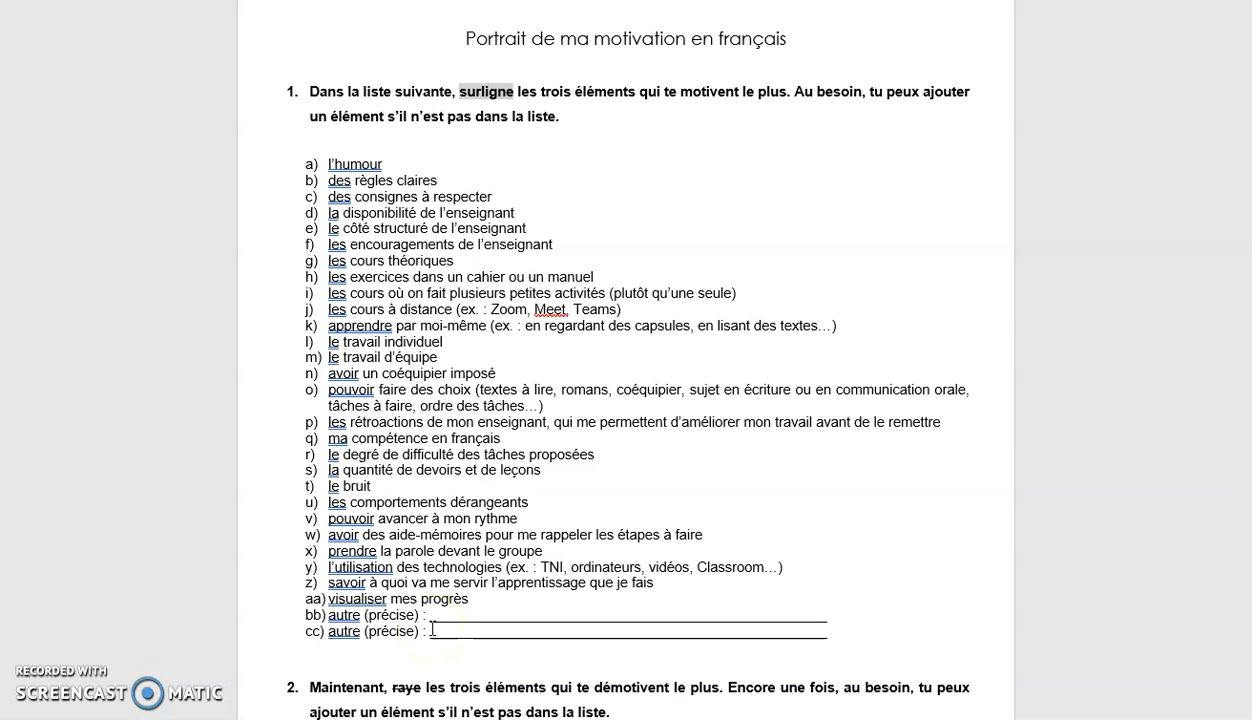 Portrait de ma motivation en français
1. Dans la liste suivante, surligne les trois éléments qui te motivent le plus. Au besoin, tu peux ajouter
un élément s’il n’est pas dans la liste.
a) l’humour
b) des règles claires
c) des consignes à respecter
d) la disponibilité de l’enseignant
e) le côté structuré de l’enseignant
f) les encouragements de l’enseignant
g) les cours théoriques
h) les exercices dans un cahier ou un manuel
i) les cours où on fait plusieurs petites activités (plutôt qu’une seule)
j) les cours à distance (ex. : Zoom, Meet, Teams)
k) apprendre par moi-même (ex. : en regardant des capsules, en lisant des textes…)
l) le travail individuel
m) le travail d’équipe
n) avoir un coéquipier imposé
o) pouvoir faire des choix (textes à lire, romans, coéquipier, sujet en écriture ou en communication orale,
tâches à faire, ordre des tâches…)
p) les rétroactions de mon enseignant, qui me permettent d’améliorer mon travail avant de le remettre
q) ma compétence en français
r) le degré de difficulté des tâches proposées
s) la quantité de devoirs et de leçons
t) le bruit
u) les comportements dérangeants
v) pouvoir avancer à mon rythme
w) avoir des aide-mémoires pour me rappeler les étapes à faire
x) prendre la parole devant le groupe
y) l’utilisation des technologies (ex. : TNI, ordinateurs, vidéos, Classroom…)
z) savoir à quoi va me servir l’apprentissage que je fais
aa) visualiser mes progrès
bb) autre (précise) :
cc) autre (précise) :
RECORDED WITH
SCREENCAST MATIC
2. Maintenant, raye les trois éléments qui te démotivent le plus. Encore une fois, au besoin, tu peux
ajouter un élément s’il n’est pas dans la liste.